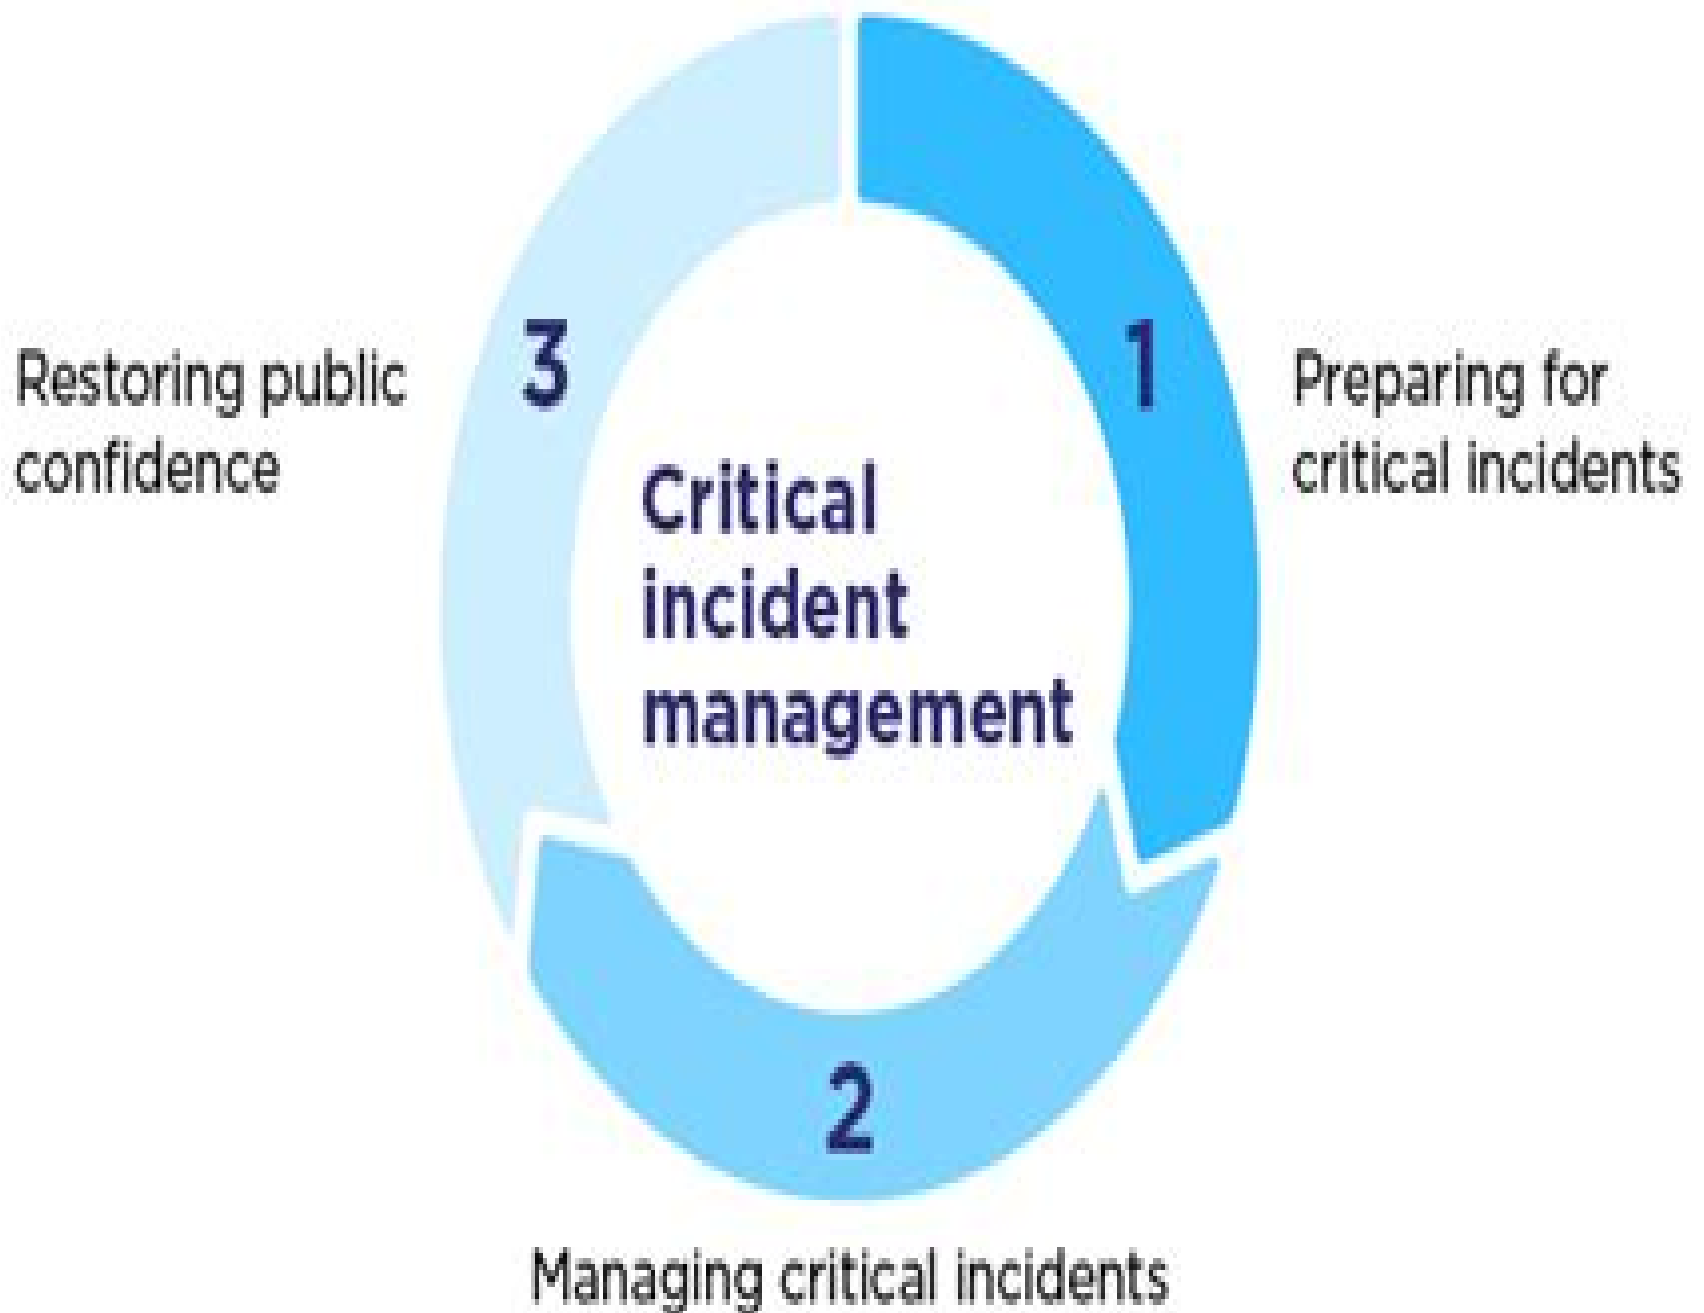 1
Preparing for
critical incidents
2
Managing critical incidents
3
Restoring public
confidence
Critical
incident
management